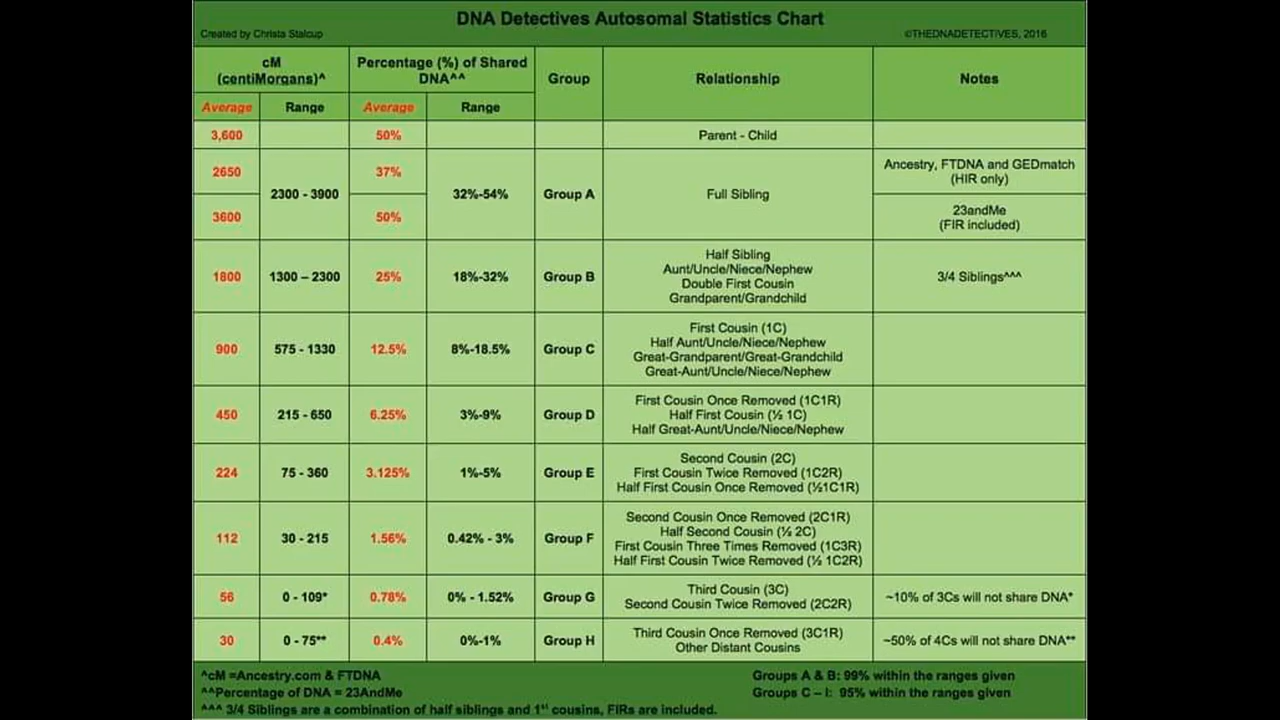 DNA Detectives Autosomal Statistics Chart
Created by Christa Stalcup
©THEDNADETECTIVES, 2016
cM
(centiMorgans)^
Percentage (%) of Shared
DNA^^
Group
Relationship
Notes
Average
Range
Average
Range
3,600
50%
Parent - Child
2650
3600
2300 - 3900
37%
50%
32%-54%
Group A
Full Sibling
Ancestry, FTDNA and GEDmatch
(HIR only)
23andMe
(FIR included)
1800
1300 – 2300
25%
18%-32%
Group B
Half Sibling
Aunt/Uncle/Niece/Nephew
Double First Cousin
Grandparent/Grandchild
3/4 Siblings^^^
900
575 - 1330
12.5%
8%-18.5%
Group C
First Cousin (1C)
Half Aunt/Uncle/Niece/Nephew
Great-Grandparent/Great-Grandchild
Great-Aunt/Uncle/Niece/Nephew
450
215 - 650
6.25%
3%-9%
Group D
First Cousin Once Removed (1C1R)
Half First Cousin (½ 1C)
Half Great-Aunt/Uncle/Niece/Nephew
224
75 - 360
3.125%
1%-5%
Group E
Second Cousin (2C)
First Cousin Twice Removed (1C2R)
Half First Cousin Once Removed (½1C1R)
112
30 - 215
1.56%
0.42% - 3%
Group F
Second Cousin Once Removed (2C1R)
Half Second Cousin (½ 2C)
First Cousin Three Times Removed (1C3R)
Half First Cousin Twice Removed (½ 1C2R)
56
0 - 109*
0.78%
0% - 1.52%
Group G
Third Cousin (3C)
Second Cousin Twice Removed (2C2R)
~10% of 3Cs will not share DNA*
30
0 - 75**
0.4%
0%-1%
Group H
Third Cousin Once Removed (3C1R)
Other Distant Cousins
~50% of 4Cs will not share DNA**
^cM =Ancestry.com & FTDNA
^^Percentage of DNA = 23AndMe
^^^ 3/4 Siblings are a combination of half siblings and 1st cousins, FIRs are included.
Groups A & B: 99% within the ranges given
Groups C – I: 95% within the ranges given